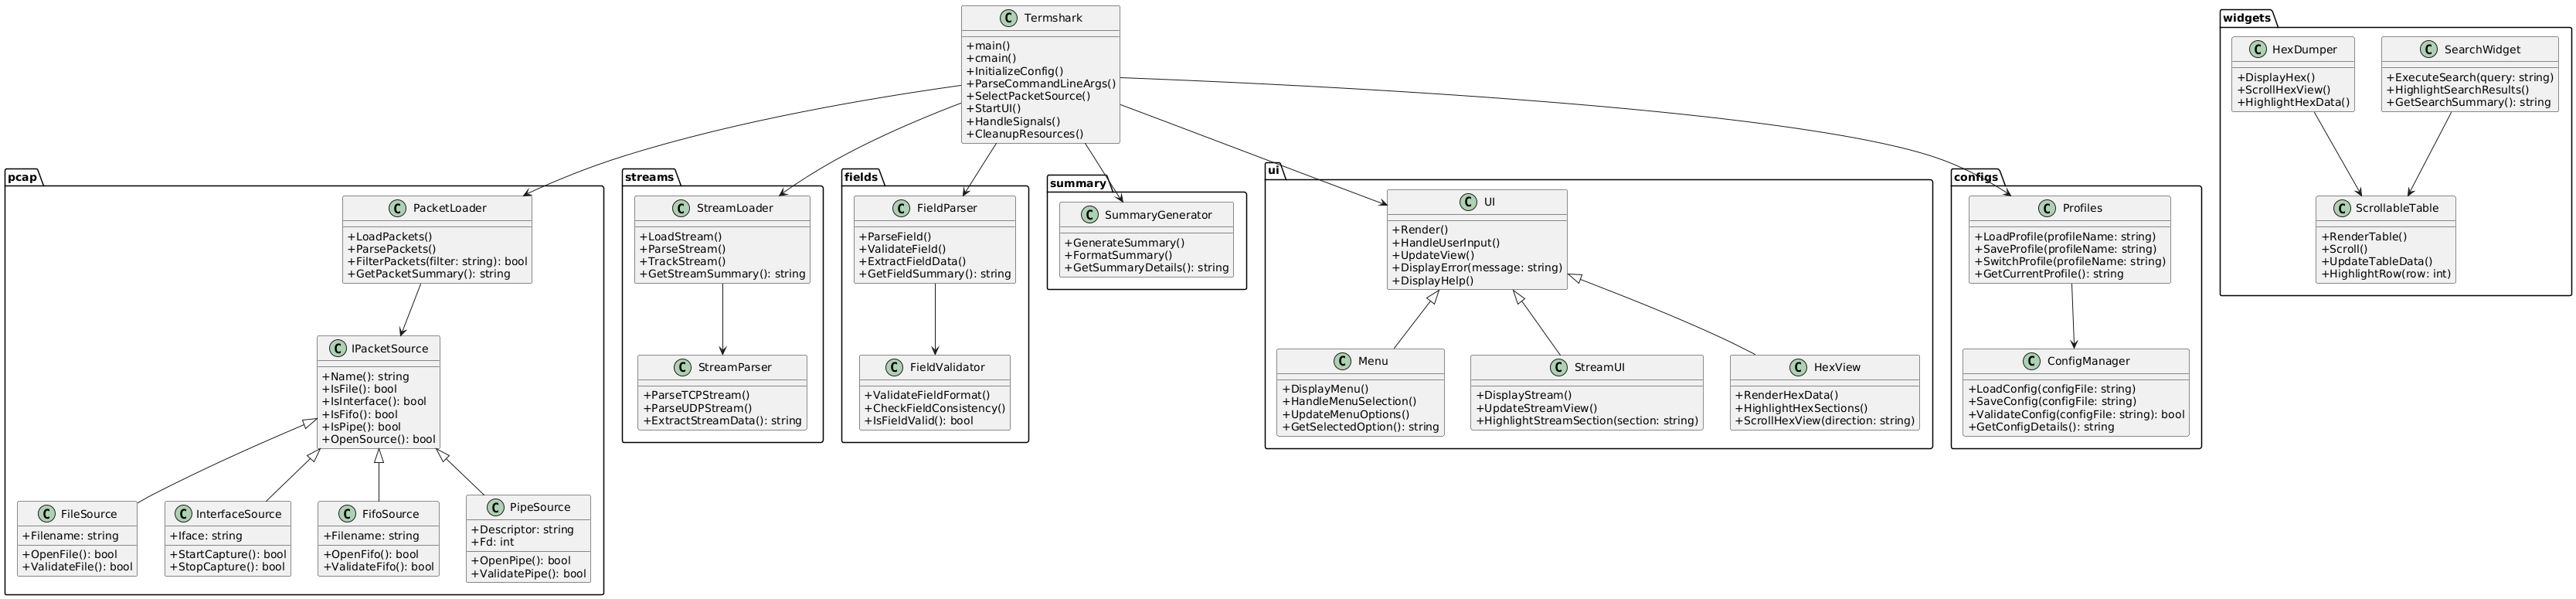 C Termshark
+main()
+cmain()
+InitializeConfig()
+ParseCommandLineArgs()
+SelectPacketSource()
+StartUI()
+HandleSignals()
+CleanupResources()
pcap
C PacketLoader
+LoadPackets()
+ParsePackets()
+FilterPackets(filter: string): bool
+GetPacketSummary(): string
C IPacketSource
+Name(): string
+IsFile(): bool
+IsInterface(): bool
+IsFifo(): bool
+IsPipe(): bool
+OpenSource(): bool
C FileSource
+Filename: string
+OpenFile(): bool
+ValidateFile(): bool
C InterfaceSource
+Iface: string
+StartCapture(): bool
+StopCapture(): bool
C FifoSource
+Filename: string
+OpenFifo(): bool
+ValidateFifo(): bool
C PipeSource
+Descriptor: string
+Fd: int
+OpenPipe(): bool
+ValidatePipe(): bool
streams
C StreamLoader
+LoadStream()
+ParseStream()
+TrackStream()
+GetStreamSummary(): string
C StreamParser
+ParseTCPStream()
+ParseUDPStream()
+ExtractStreamData(): string
fields
C FieldParser
+ParseField()
+ValidateField()
+ExtractFieldData()
+GetFieldSummary(): string
C FieldValidator
+ValidateFieldFormat()
+CheckFieldConsistency()
+IsFieldValid(): bool
summary
C SummaryGenerator
+GenerateSummary()
+FormatSummary()
+GetSummaryDetails(): string
ui
C UI
+Render()
+HandleUserInput()
+UpdateView()
+DisplayError(message: string)
+DisplayHelp()
C Menu
+DisplayMenu()
+HandleMenuSelection()
+UpdateMenuOptions()
+GetSelectedOption(): string
C StreamUI
+DisplayStream()
+UpdateStreamView()
+HighlightStreamSection(section: string)
C HexView
+RenderHexData()
+HighlightHexSections()
+ScrollHexView(direction: string)
configs
C Profiles
+LoadProfile(profileName: string)
+SaveProfile(profileName: string)
+SwitchProfile(profileName: string)
+GetCurrentProfile(): string
C ConfigManager
+LoadConfig(configFile: string)
+SaveConfig(configFile: string)
+ValidateConfig(configFile: string): bool
+GetConfigDetails(): string
widgets
C HexDumper
+DisplayHex()
+ScrollHexView()
+HighlightHexData()
C SearchWidget
+ExecuteSearch(query: string)
+HighlightSearchResults()
+GetSearchSummary(): string
C ScrollableTable
+RenderTable()
+Scroll()
+UpdateTableData()
+HighlightRow(row: int)